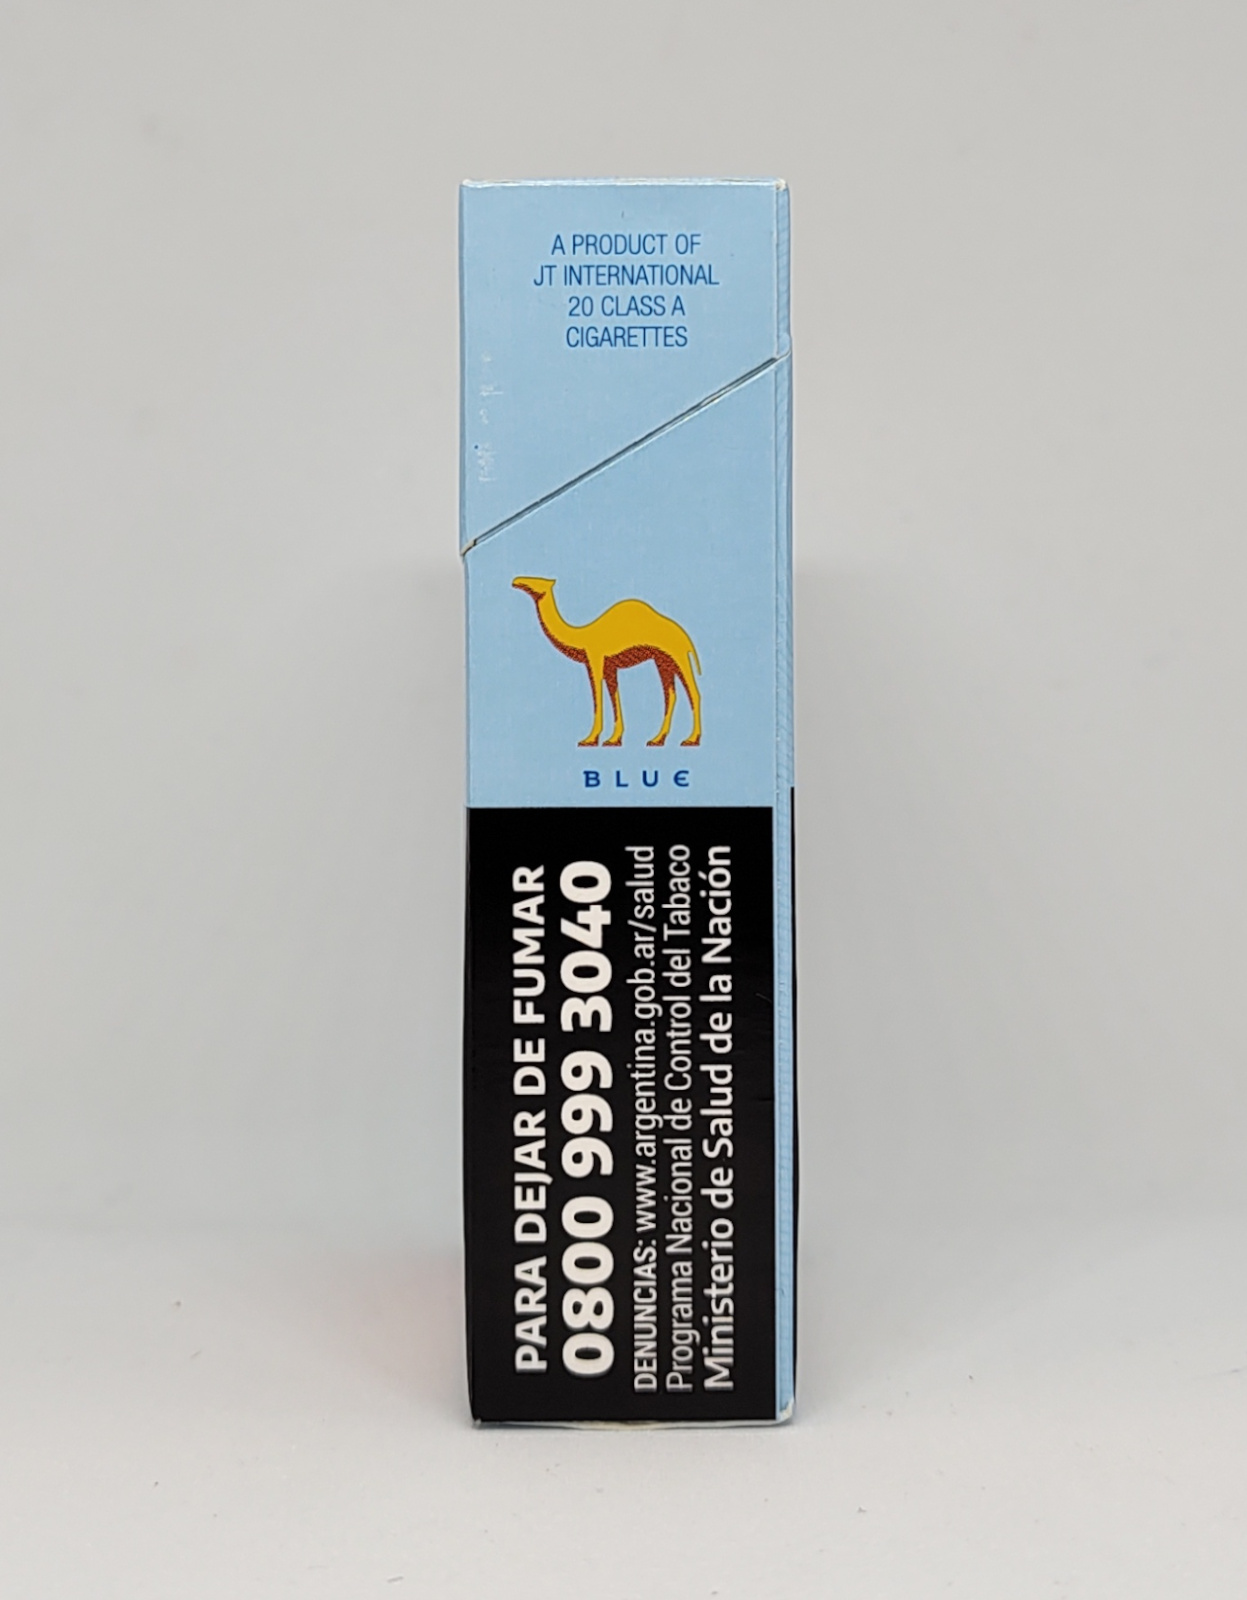 A PRODUCT OF
JT INTERNATIONAL
20 CLASS A
CIGARETTES
BLUE
PARA DEJAR DE FUMAR
0800 999 3040
DENUNCIAS: www.argentina.gob.ar/salud
Programa Nacional de Control del Tabaco
Ministerio de Salud de la Nación